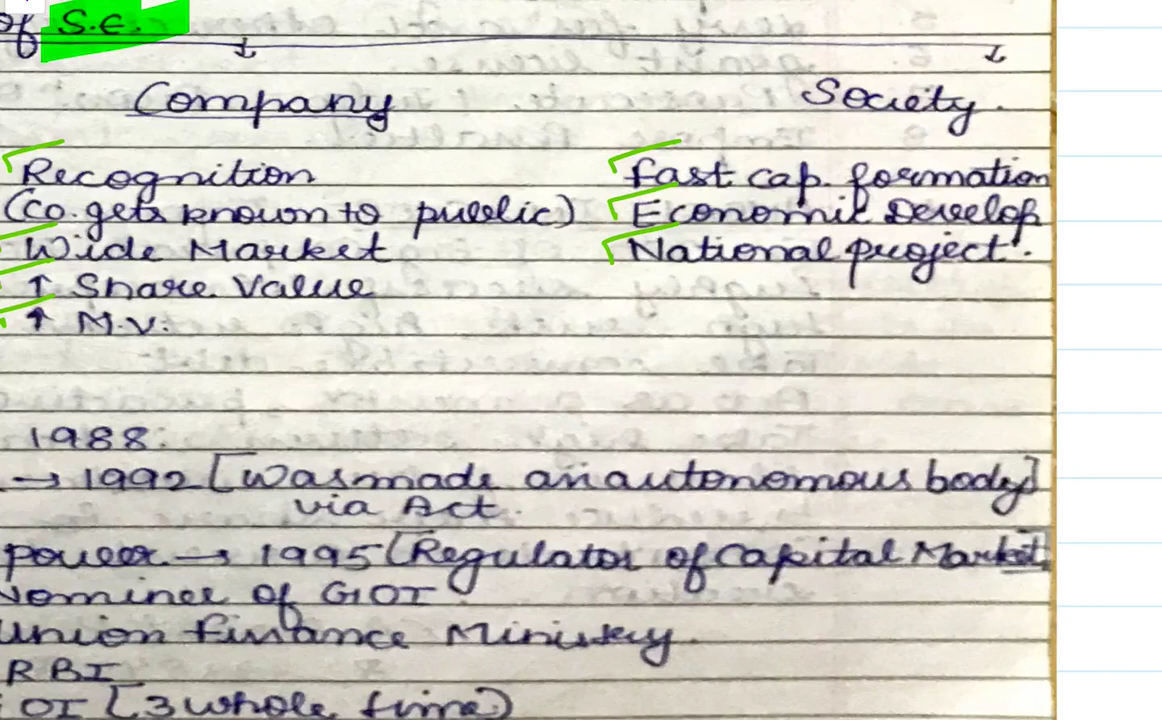 of S.E.
Company Society.
Recognition fast cap. formation
(co. gets known to public) Economic Develop.
Wide Market National project.
↑ Share Value
↑ M.V.
1988:
→ 1992 [Was made an autonomous body]
via Act.
power → 1995 [Regulator of Capital Market]
Nominee of GOI
Union Finance Ministry
RBI
OI [3 whole time]